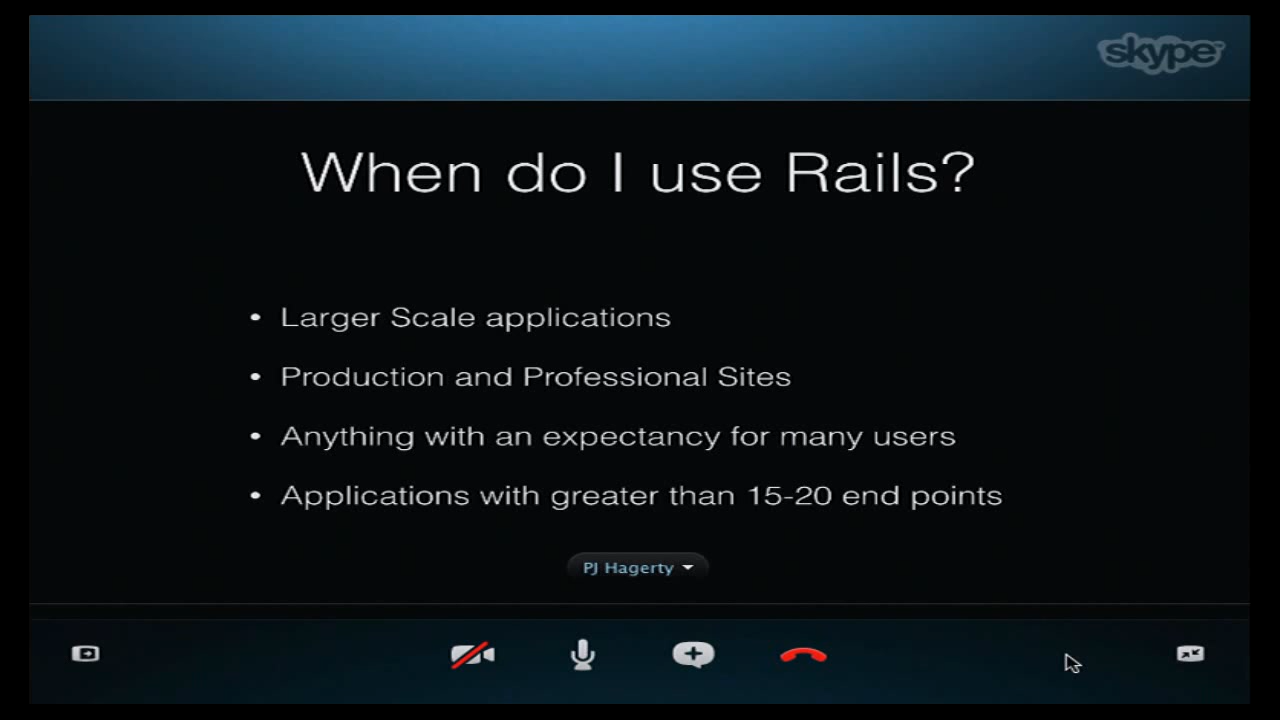 skype
When do I use Rails?
• Larger Scale applications
• Production and Professional Sites
• Anything with an expectancy for many users
• Applications with greater than 15-20 end points
PJ Hagerty